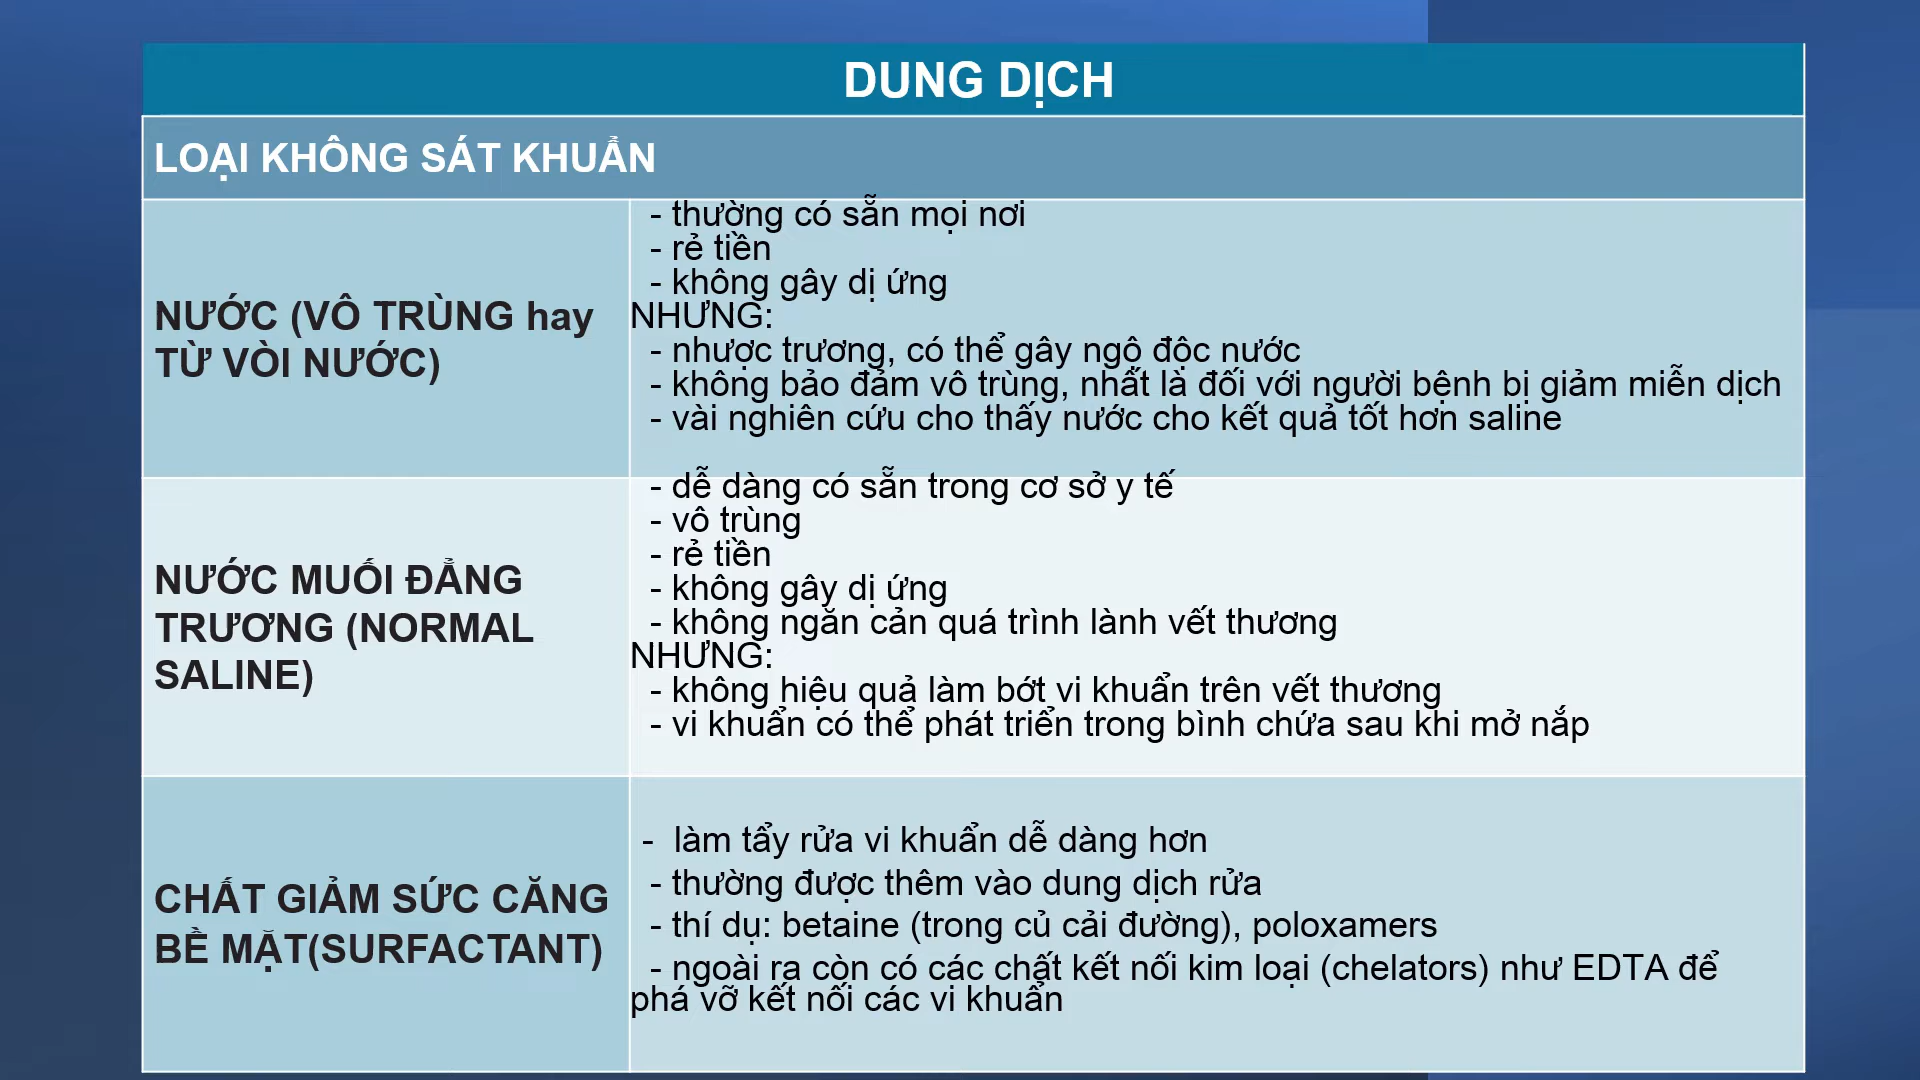 DUNG DỊCH
LOẠI KHÔNG SÁT KHUẨN
NƯỚC (VÔ TRÙNG hay
TỪ VÒI NƯỚC)
- thường có sẵn mọi nơi
- rẻ tiền
- không gây dị ứng
NHƯNG:
- nhược trương, có thể gây ngộ độc nước
- không bảo đảm vô trùng, nhất là đối với người bệnh bị giảm miễn dịch
- vài nghiên cứu cho thấy nước cho kết quả tốt hơn saline
NƯỚC MUỐI ĐẲNG
TRƯƠNG (NORMAL
SALINE)
- dễ dàng có sẵn trong cơ sở y tế
- vô trùng
- rẻ tiền
- không gây dị ứng
- không ngăn cản quá trình lành vết thương
NHƯNG:
- không hiệu quả làm bớt vi khuẩn trên vết thương
- vi khuẩn có thể phát triển trong bình chứa sau khi mở nắp
CHẤT GIẢM SỨC CĂNG
BỀ MẶT(SURFACTANT)
- làm tẩy rửa vi khuẩn dễ dàng hơn
- thường được thêm vào dung dịch rửa
- thí dụ: betaine (trong củ cải đường), poloxamers
- ngoài ra còn có các chất kết nối kim loại (chelators) như EDTA để
phá vỡ kết nối các vi khuẩn